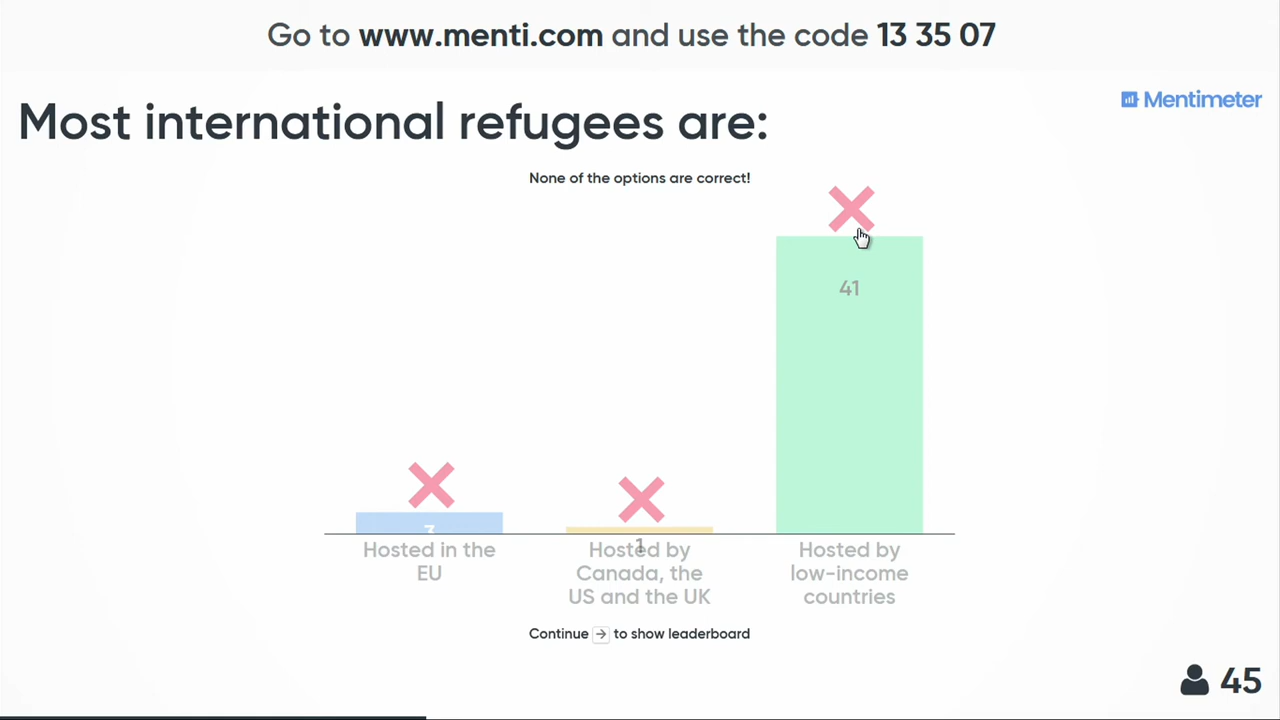 Go to www.menti.com and use the code 13 35 07
Mentimeter
Most international refugees are:
None of the options are correct!
41
3
1
Hosted in the
EU
Hosted by
Canada, the
US and the UK
Hosted by
low-income
countries
Continue → to show leaderboard
45